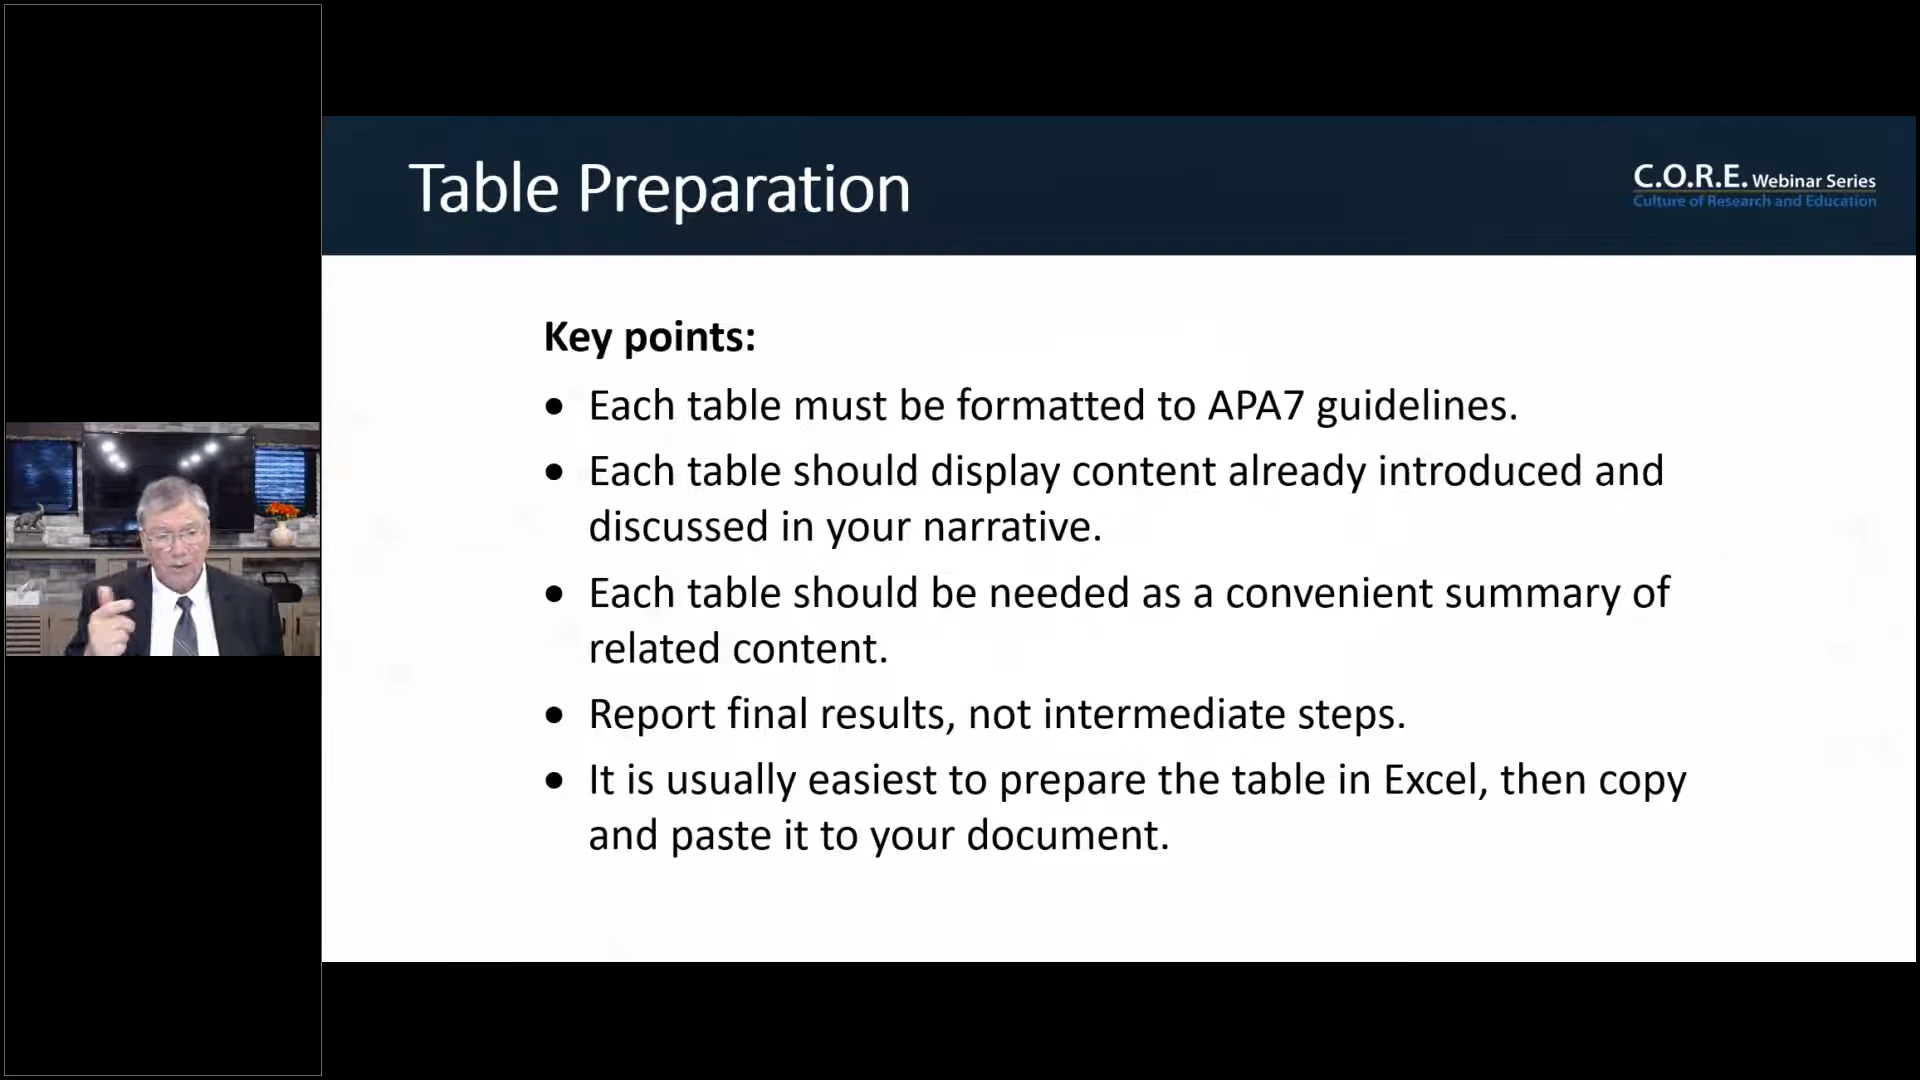 Table Preparation
C.O.R.E. Webinar Series
Culture of Research and Education
Key points:
• Each table must be formatted to APA7 guidelines.
• Each table should display content already introduced and
discussed in your narrative.
• Each table should be needed as a convenient summary of
related content.
• Report final results, not intermediate steps.
• It is usually easiest to prepare the table in Excel, then copy
and paste it to your document.